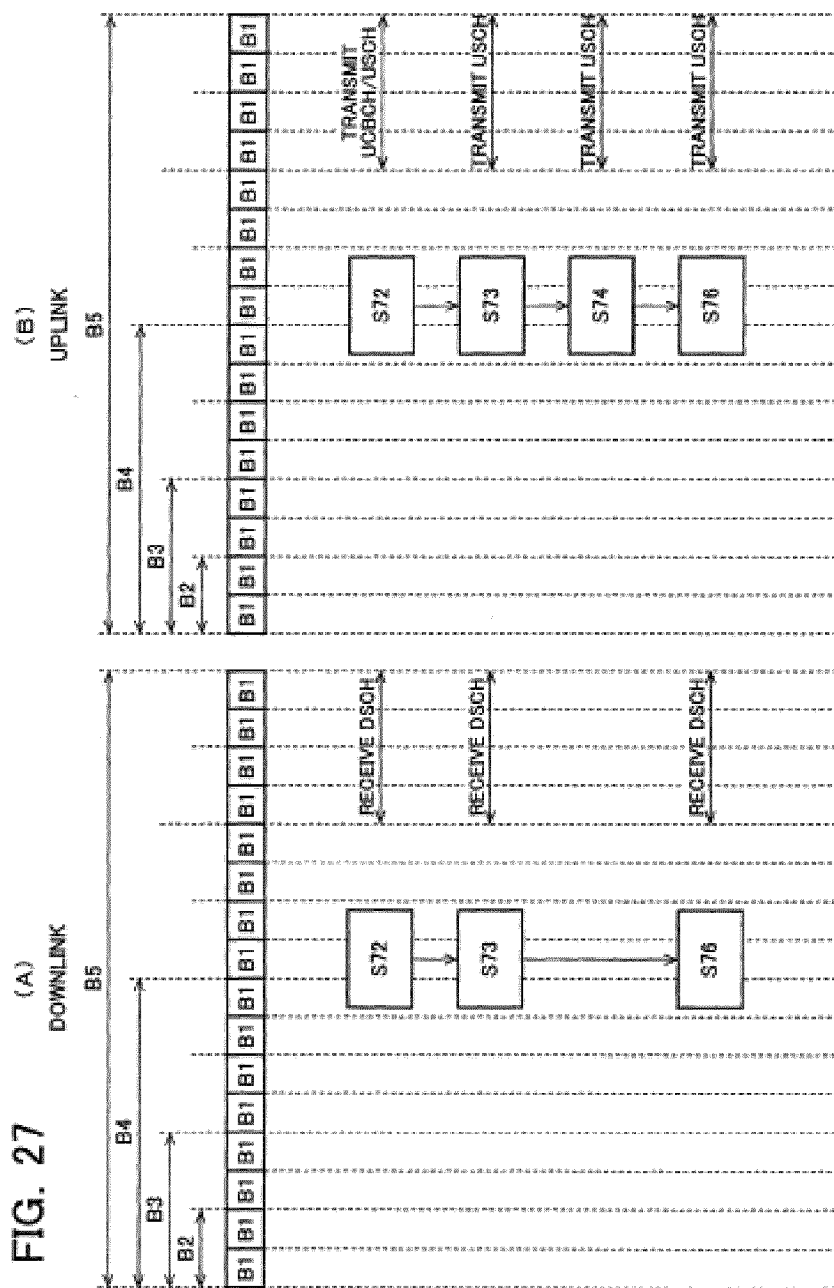 FIG. 27
(A)
DOWNLINK
B5
B4
B3
B2
B1 B1 B1 B1 B1 B1 B1 B1 B1 B1 B1 B1 B1 B1 B1 B1
S72
RECEIVE DSCH
S73
RECEIVE DSCH
S76
RECEIVE DSCH
(B)
UPLINK
B5
B4
B3
B2
B1 B1 B1 B1 B1 B1 B1 B1 B1 B1 B1 B1 B1 B1 B1 B1
S72
TRANSMIT
UCBCH/USCH
S73
TRANSMIT USCH
S74
TRANSMIT USCH
S76
TRANSMIT USCH